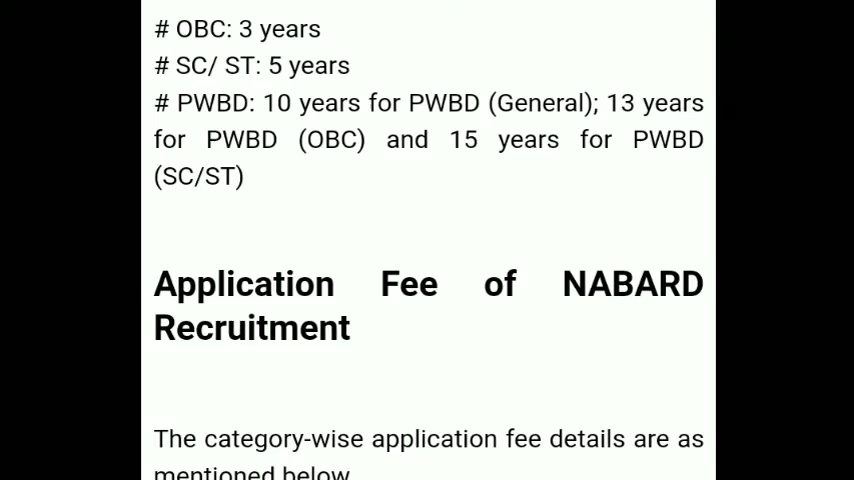 # OBC: 3 years
# SC/ ST: 5 years
# PWBD: 10 years for PWBD (General); 13 years
for PWBD (OBC) and 15 years for PWBD
(SC/ST)
Application Fee of NABARD
Recruitment
The category-wise application fee details are as
mentioned below